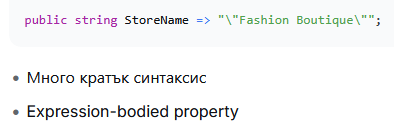 public string StoreName => "\"Fashion Boutique\"";
Много кратък синтаксис
Expression-bodied property